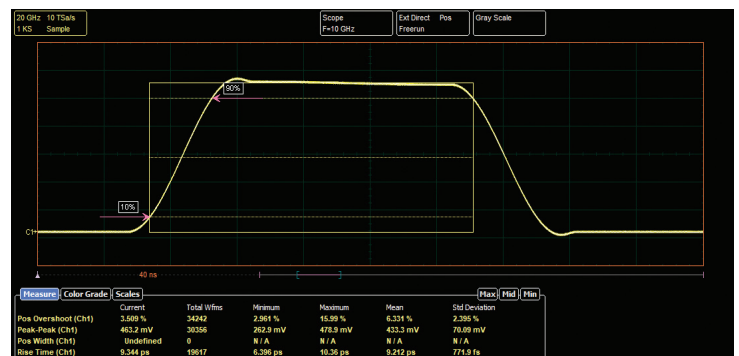 20 GHz 10 TSa/s
1 KS Sample
Scope
F=10 GHz
Ext Direct Pos
Freerun
Gray Scale
90%
10%
C1
40 ns
Measure Color Grade Scales Max Mid Min
Current Total Wfms Minimum Maximum Mean Std Deviation
Pos Overshoot (Ch1) 3.509 % 34242 2.961 % 15.99 % 6.331 % 2.395 %
Peak-Peak (Ch1) 463.2 mV 30356 262.9 mV 478.9 mV 433.3 mV 70.09 mV
Pos Width (Ch1) Undefined 0 N / A N / A N / A N / A
Rise Time (Ch1) 9.344 ps 19617 6.396 ps 10.36 ps 9.212 ps 771.9 fs